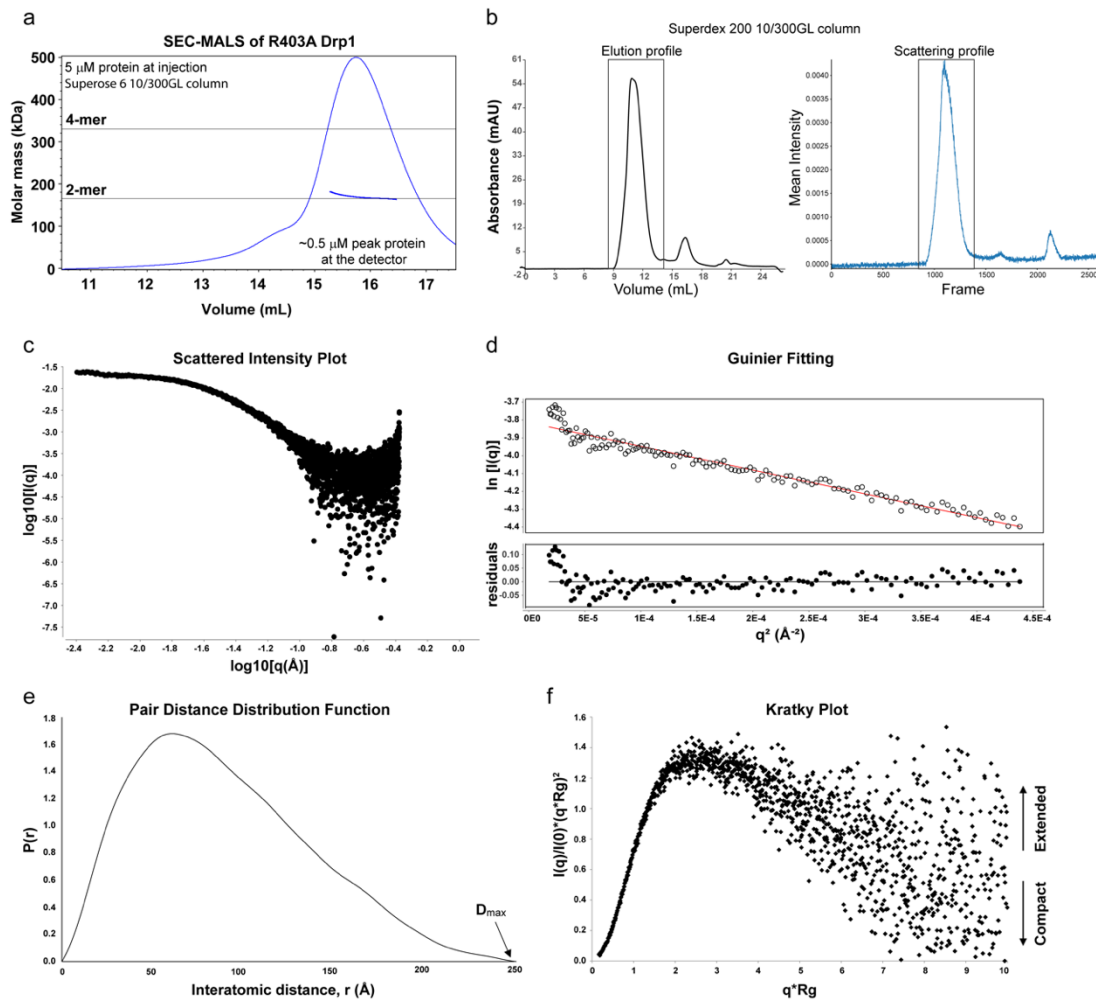 a
SEC-MALS of R403A Drp1
5 μM protein at injection
Superose 6 10/300GL column
4-mer
2-mer
~0.5 μM peak protein
at the detector
Molar mass (kDa)
500
400
300
200
100
0
11 12 13 14 15 16 17
Volume (mL)
b
Superdex 200 10/300GL column
Elution profile
Absorbance (mAU)
61
52
43
34
24
15
5
-2
0 3 6 9 12 15 18 21 24
Volume (mL)
Scattering profile
Mean Intensity
0.0040
0.0035
0.0030
0.0025
0.0020
0.0015
0.0010
0.0005
0.0000
0 500 1000 1500 2000 2500
Frame
c
Scattered Intensity Plot
log10[I(q)]
-1.5
-2.0
-2.5
-3.0
-3.5
-4.0
-4.5
-5.0
-5.5
-6.0
-6.5
-7.0
-7.5
-2.4 -2.2 -2.0 -1.8 -1.6 -1.4 -1.2 -1.0 -0.8 -0.6 -0.4 -0.2 0.0
log10[q(Å)]
d
Guinier Fitting
ln [I(q)]
-3.7
-3.8
-3.9
-4.0
-4.1
-4.2
-4.3
-4.4
residuals
0.10
0.05
0.00
-0.05
0E0 5E-5 1E-4 1.5E-4 2E-4 2.5E-4 3E-4 3.5E-4 4E-4 4.5E-4
q² (Å⁻²)
e
Pair Distance Distribution Function
P(r)
1.8
1.6
1.4
1.2
1.0
0.8
0.6
0.4
0.2
0.0
Dmax
0 50 100 150 200 250
Interatomic distance, r (Å)
f
Kratky Plot
I(q)/I(0)*(q*Rg)²
1.8
1.6
1.4
1.2
1.0
0.8
0.6
0.4
0.2
0.0
Extended
Compact
0 1 2 3 4 5 6 7 8 9 10
q*Rg